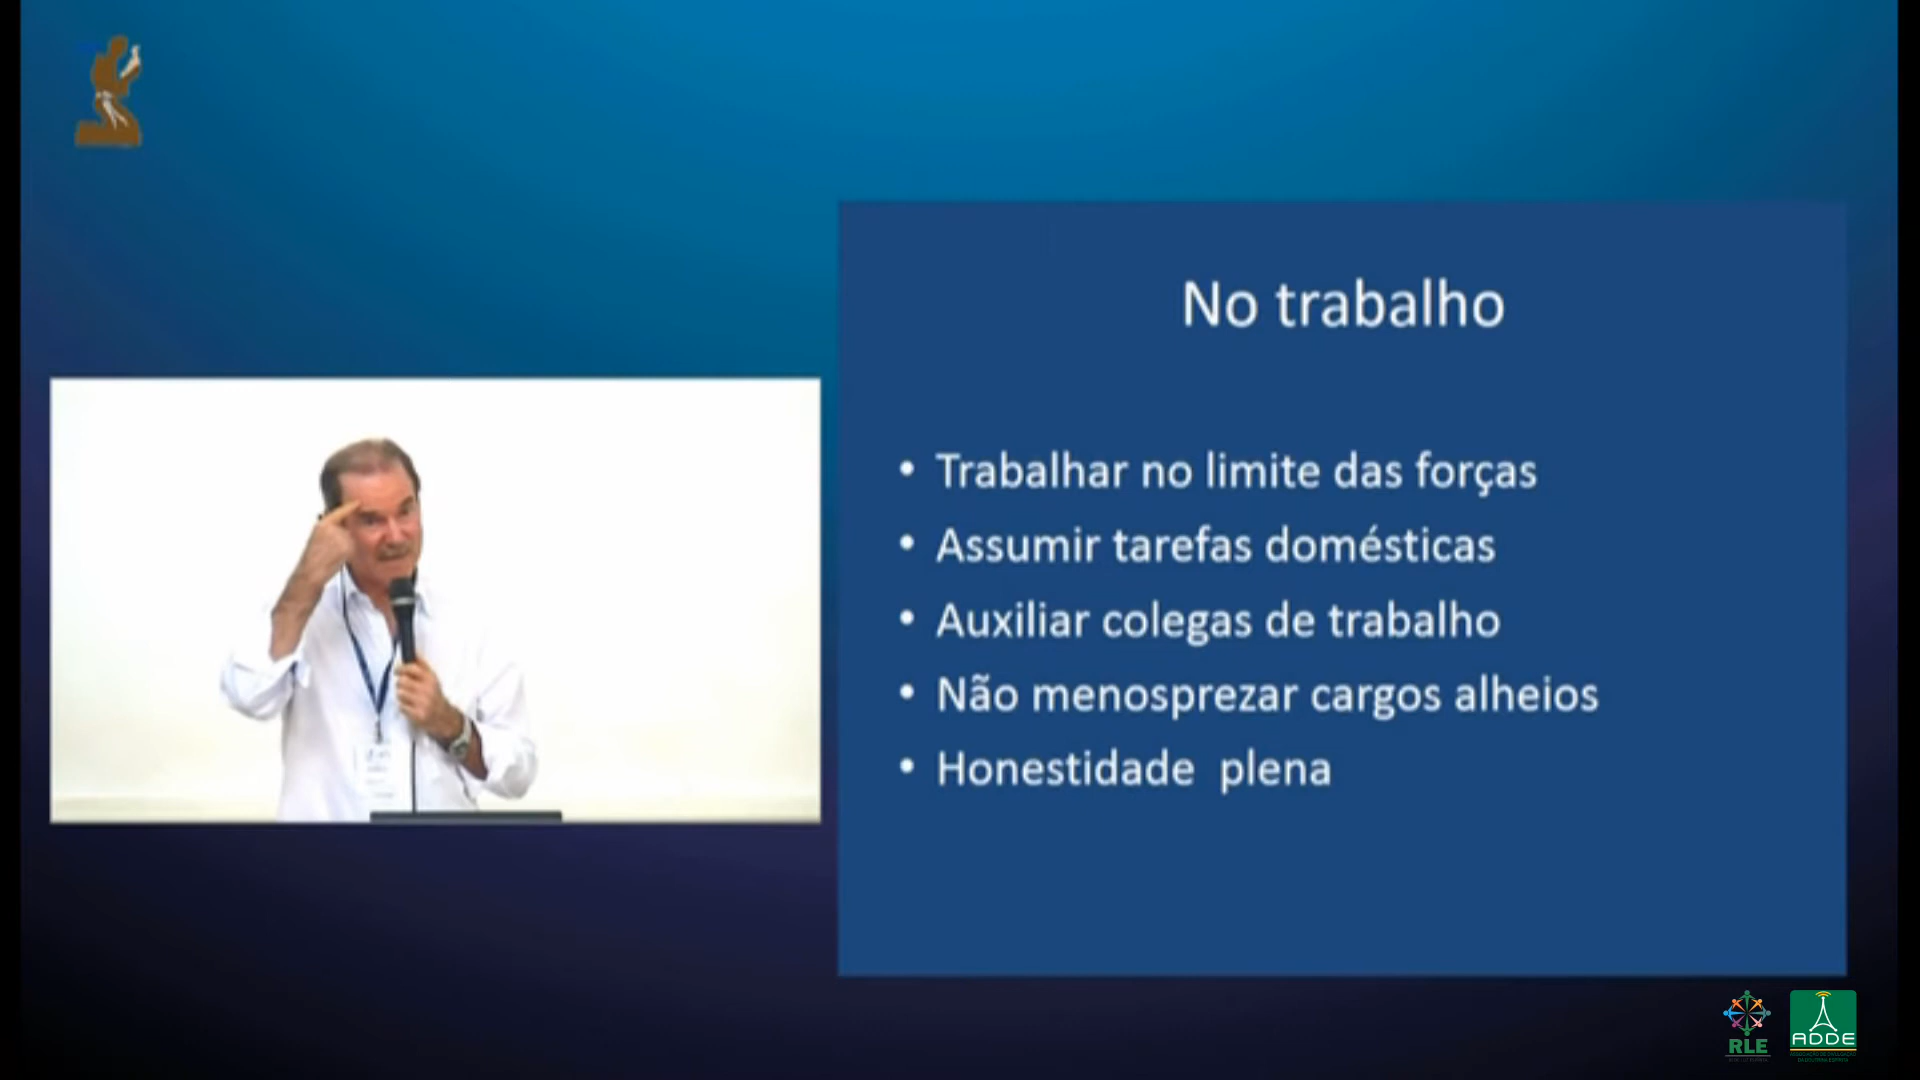 No trabalho
• Trabalhar no limite das forças
• Assumir tarefas domésticas
• Auxiliar colegas de trabalho
• Não menosprezar cargos alheios
• Honestidade plena
RLE
ADDE